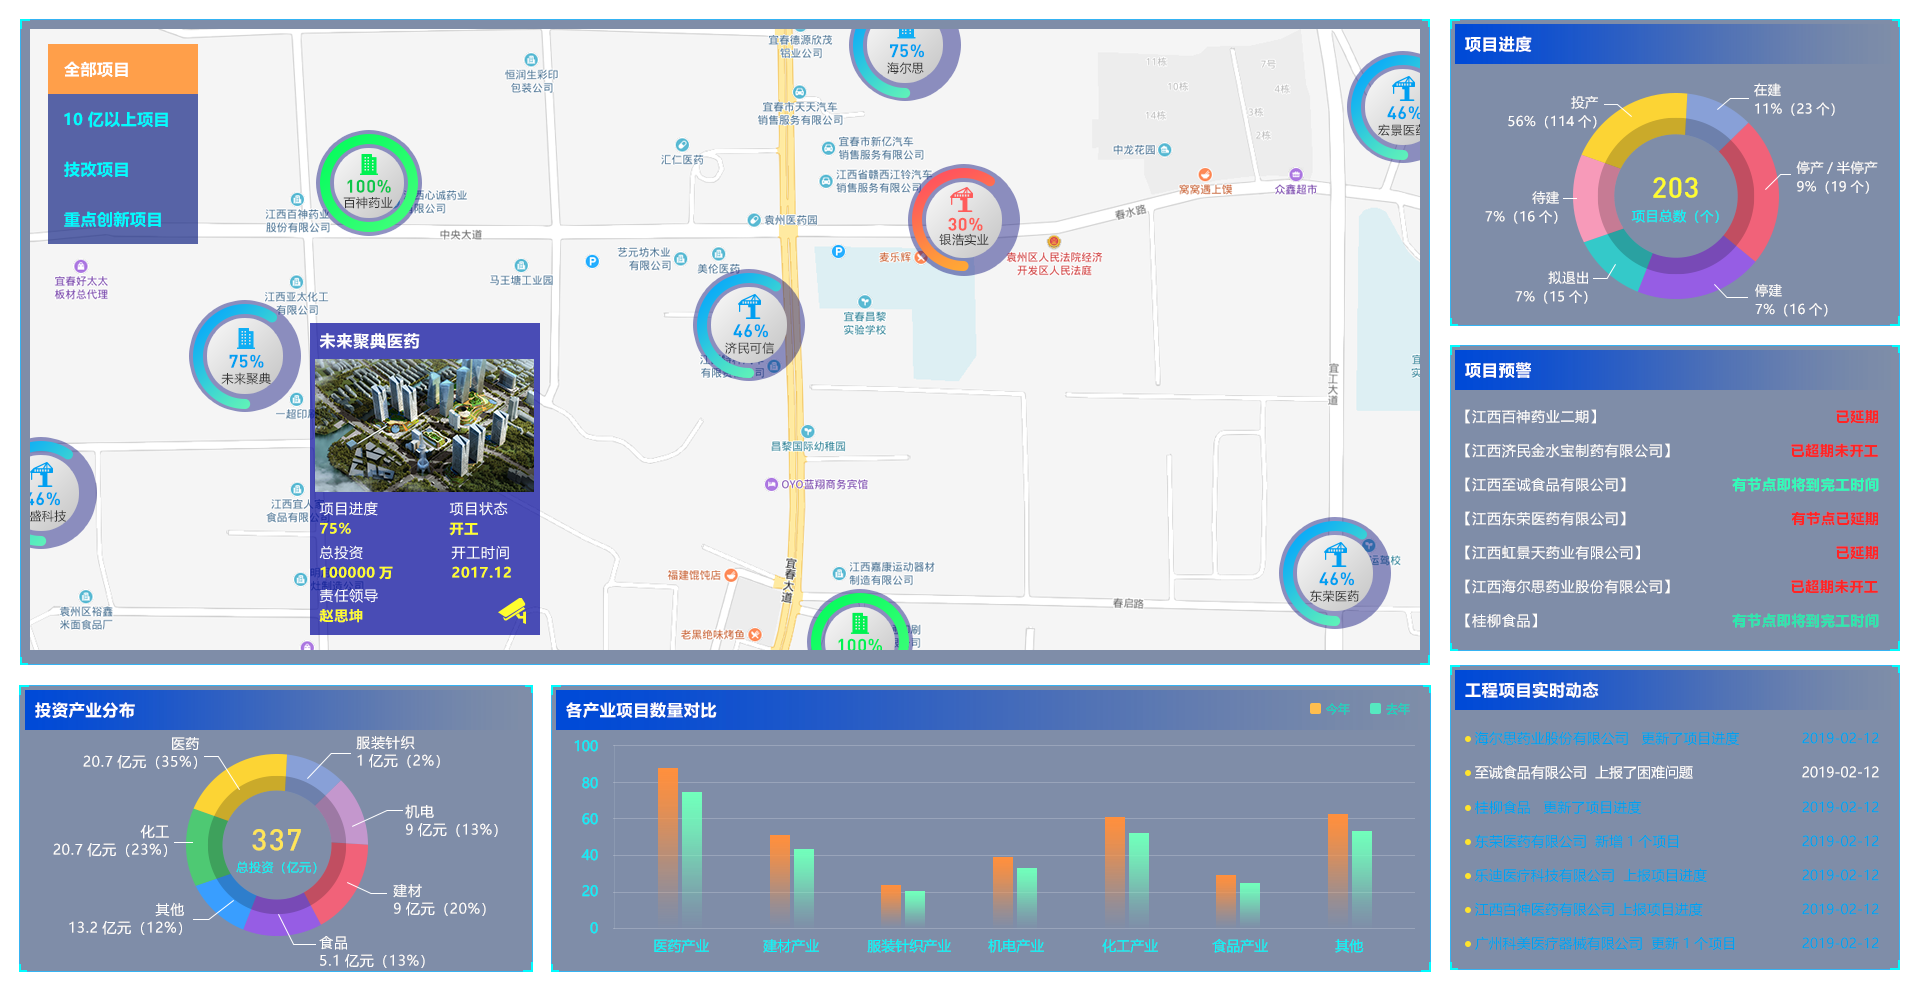 全部项目
10 亿以上项目
技改项目
重点创新项目
宜春德源欣茂
铝业公司
75%
海尔思
恒润生彩印
包装公司
宜春市天天汽车
销售服务有限公司
宜春市新亿汽车
销售服务有限公司
江西省赣西江铃汽车
销售服务有限公司
汇仁医药
11栋
7号
10栋
4栋
14栋
3栋
2栋
中龙花园
46%
宏景医药
100%
百神药业
西心诚药业
有限公司
江西百神药业
股份有限公司
中央大道
袁州医药园
窝窝遇上馍
众鑫超市
30%
银浩实业
春水路
宜春好太太
板材总代理
马王塘工业园
艺元坊木业
有限公司
美伦医药
麦乐辉
袁州区人民法院经济
开发区人民法庭
江西亚太化工
有限公司
宜春昌黎
实验学校
75%
未来聚典
46%
济民可信
宜工大道
未来聚典医药
一超印刷
昌黎国际幼稚园
46%
盛科技
OYO蓝翔商务宾馆
江西宜人家
食品有限公
项目进度
项目状态
75%
开工
总投资
开工时间
100000 万
2017.12
责任领导
赵思坤
福建馄饨店
宜春大道
江西嘉康运动器材
制造有限公司
46%
东荣医药
运驾校
袁州区裕鑫
米面食品厂
老黑绝味烤鱼
100%
春启路
项目进度
投产
56%（114 个）
在建
11%（23 个）
停产 / 半停产
9%（19 个）
待建
7%（16 个）
203
项目总数（个）
拟退出
7%（15 个）
停建
7%（16 个）
项目预警
【江西百神药业二期】 已延期
【江西济民金水宝制药有限公司】 已超期未开工
【江西至诚食品有限公司】 有节点即将到完工时间
【江西东荣医药有限公司】 有节点已延期
【江西虹景天药业有限公司】 已延期
【江西海尔思药业股份有限公司】 已超期未开工
【桂柳食品】 有节点即将到完工时间
投资产业分布
医药
20.7 亿元（35%）
服装针织
1 亿元（2%）
机电
9 亿元（13%）
化工
20.7 亿元（23%）
337
总投资（亿元）
建材
9 亿元（20%）
其他
13.2 亿元（12%）
食品
5.1 亿元（13%）
各产业项目数量对比
今年 去年
100
80
60
40
20
0
医药产业 建材产业 服装针织产业 机电产业 化工产业 食品产业 其他
工程项目实时动态
海尔思药业股份有限公司 更新了项目进度 2019-02-12
至诚食品有限公司 上报了困难问题 2019-02-12
桂柳食品 更新了项目进度 2019-02-12
东荣医药有限公司 新增 1 个项目 2019-02-12
乐迪医疗科技有限公司 上报项目进度 2019-02-12
江西百神医药有限公司 上报项目进度 2019-02-12
广州科美医疗器械有限公司 更新 1 个项目 2019-02-12